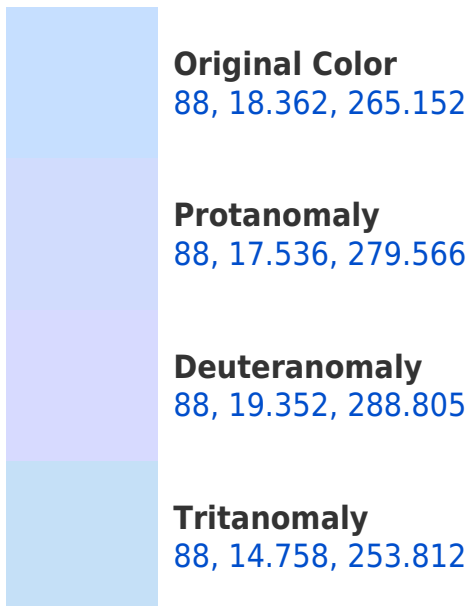 Original Color
88, 18.362, 265.152
Protanomaly
88, 17.536, 279.566
Deuteranomaly
88, 19.352, 288.805
Tritanomaly
88, 14.758, 253.812